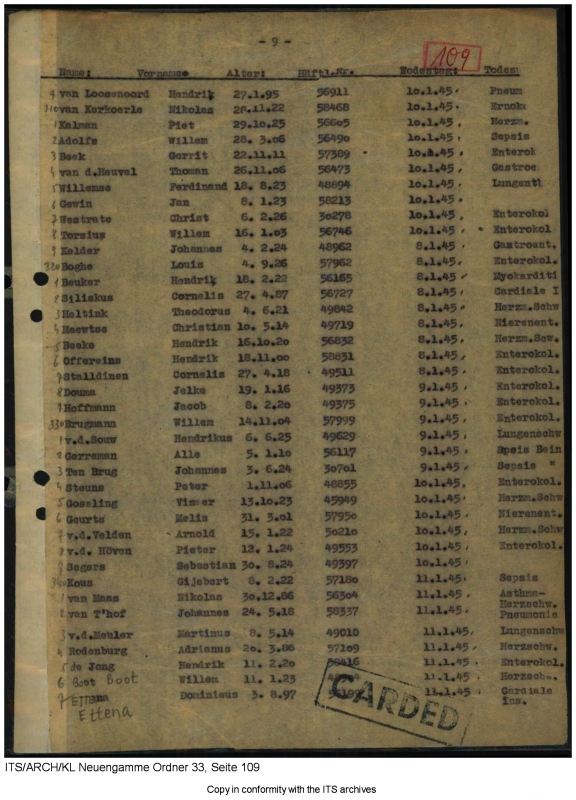 - 9 -
109
Name: Vorname Alter: Häftl.Nr. Todestag: Todesu
van Loosenoord Hendrik 27.1.95 56911 10.1.45. Pneum
van Kerkoerle Nikolas 28.11.22 58468 10.1.45.
Kalman Piet 29.10.25 56605 10.1.45. Herzm.
Adolfs Willem 28. 3.06 56490 10.1.45. Sepsis
Beek Gerrit 22.11.11 57389 10.1.45. Enterok
van d.Heuvel Thoman 26.11.06 56473 10.1.45. Gastroe
Willemse Ferdinand 18. 8.23 48894 10.1.45. Lungentb
Gewin Jan 8. 1.23 58213 10.1.45.
Westrate Christ 6. 2.26 30278 10.1.45. Enterokol
Torsius Willem 16. 1.03 56746 10.1.45. Enterokol
Kelder Johannes 4. 2.24 48962 8.1.45. Gastroent.
Boghe Louis 4. 9.26 57962 8.1.45. Enterokol.
Beuker Hendrik 18. 2.22 56165 8.1.45. Myokarditi
Siliakus Cornelis 27. 4.87 56727 8.1.45. Cardiale I
Heltink Theodorus 4. 6.21 49842 8.1.45. Herzm.Schw
Meewtse Christian 10. 5.14 49719 8.1.45. Nierenent.
Beeke Hendrik 16.10.20 56832 8.1.45. Herzm.Scw.
Offereins Hendrik 18.11.00 58831 8.1.45. Enterokol.
Stalldinen Cornelis 27. 4.18 49511 8.1.45. Enterokol.
Douma Jelke 19. 1.16 49373 9.1.45. Enterokol.
Hoffmann Jacob 8. 2.20 49375 9.1.45. Enterokol.
Brugmann Willem 14.11.04 57999 9.1.45. Enterokol.
v.d.Bouw Hendrikus 6. 6.25 49629 9.1.45. Lungenschw
Gerreman Alle 5. 1.10 56117 9.1.45. Spsis Bein
Ten Brug Johannes 3. 6.24 30701 9.1.45. Sepsis "
Steuns Peter 1.11.06 48855 10.1.45. Enterokol.
Gosseling Visser 13.10.23 45949 10.1.45. Herzm.Schw
Geurts Melis 31. 3.01 57950 10.1.45. Nierenent.
v.d.Velden Arnold 15. 1.22 30210 10.1.45. Herzm.Schw
v.d. Höven Pieter 12. 1.24 49553 10.1.45. Enterokol.
Segers Sebastian 30. 8.24 49397 10.1.45.
Kous Gijsbert 8. 2.22 57180 11.1.45. Sepsis
van Maas Nikolas 30.12.86 56304 11.1.45. Asthma-
Herzschw.
van T'hof Johannes 24. 5.18 58337 11.1.45. Pneumonie
v.d.Meuler Martinus 8. 5.14 49010 11.1.45. Lungenschw
Rodenburg Adrianus 20. 3.86 57109 11.1.45. Herzschw.
de Jong Hendrik 11. 2.20 11.1.45. Enterokol.
Boot Boot Willem 11. 1.23 11.1.45. Herzschw.
Ettena Dominicus 3. 8.97 11.1.45. Cardiale
Ettena Ins.
CARDED
ITS/ARCH/KL Neuengamme Ordner 33, Seite 109
Copy in conformity with the ITS archives